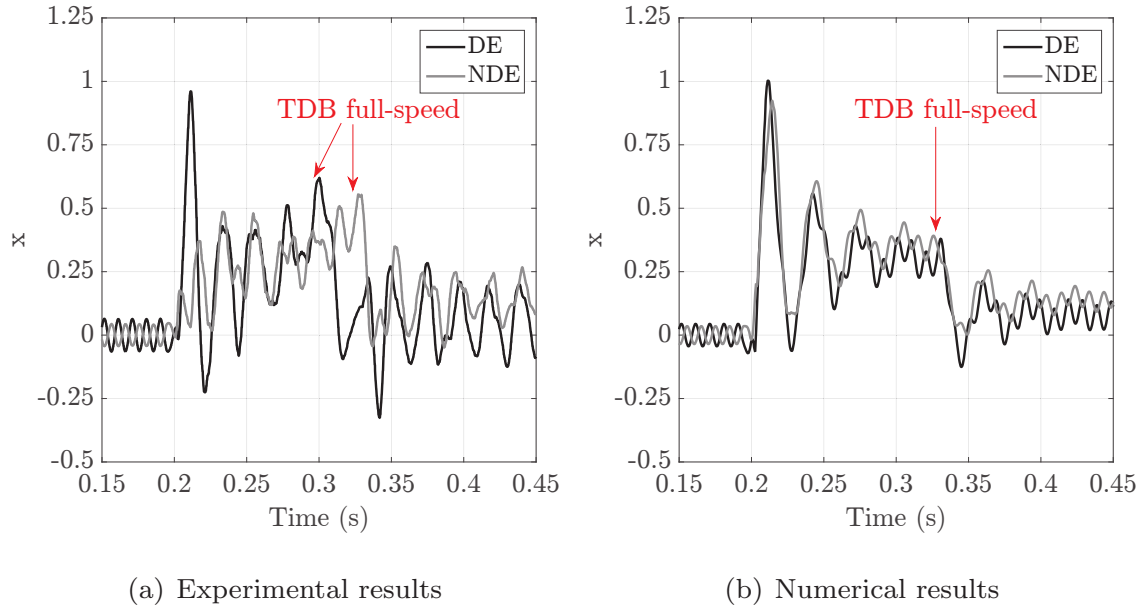 1.25
1
0.75
0.5
0.25
0
-0.25
-0.5
x
0.15 0.2 0.25 0.3 0.35 0.4 0.45
Time (s)
DE
NDE
TDB full-speed
(a) Experimental results
1.25
1
0.75
0.5
0.25
0
-0.25
-0.5
x
0.15 0.2 0.25 0.3 0.35 0.4 0.45
Time (s)
DE
NDE
TDB full-speed
(b) Numerical results